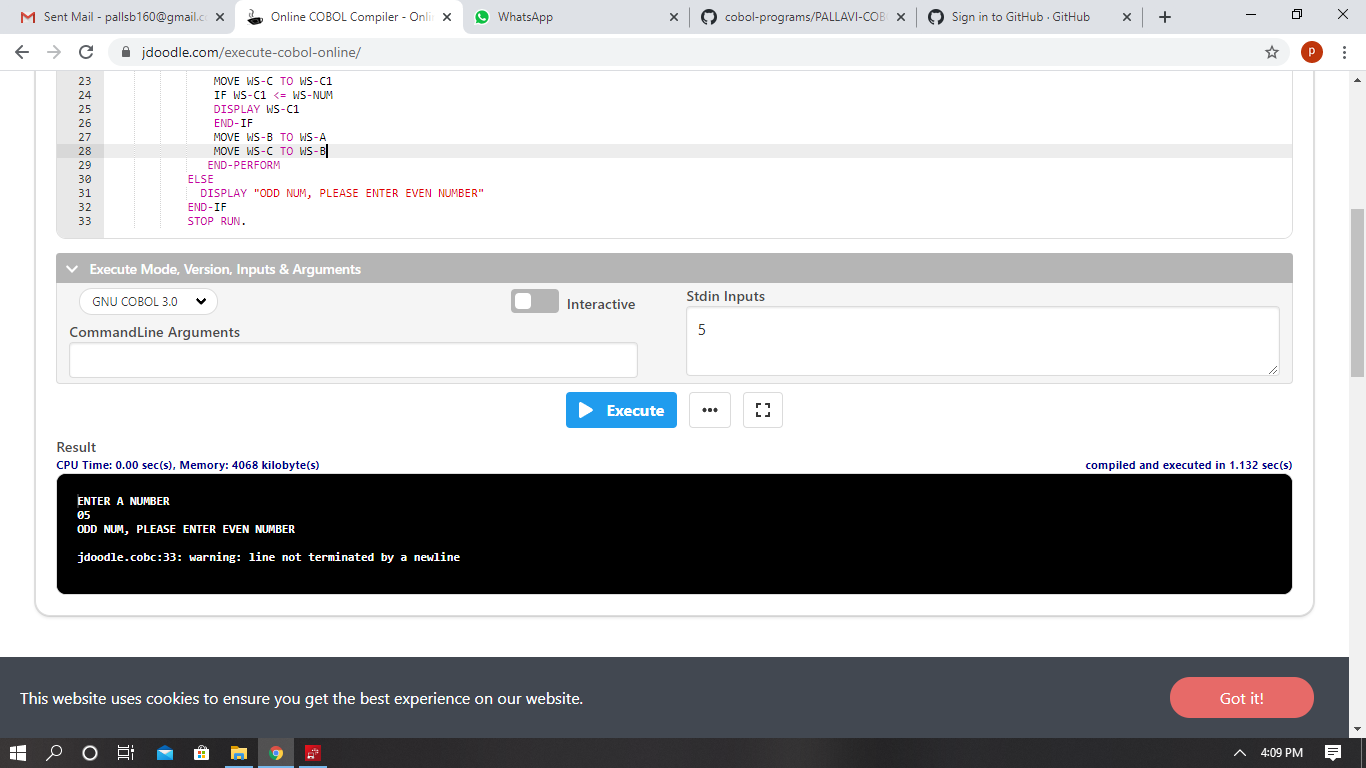 Sent Mail - pallsb160@gmail.c
Online COBOL Compiler - Onli
WhatsApp
cobol-programs/PALLAVI-COB
Sign in to GitHub · GitHub
jdoodle.com/execute-cobol-online/
P
23 MOVE WS-C TO WS-C1
24 IF WS-C1 <= WS-NUM
25 DISPLAY WS-C1
26 END-IF
27 MOVE WS-B TO WS-A
28 MOVE WS-C TO WS-B
29 END-PERFORM
30 ELSE
31 DISPLAY "ODD NUM, PLEASE ENTER EVEN NUMBER"
32 END-IF
33 STOP RUN.
Execute Mode, Version, Inputs & Arguments
GNU COBOL 3.0
Interactive
Stdin Inputs
5
CommandLine Arguments
Execute
Result
CPU Time: 0.00 sec(s), Memory: 4068 kilobyte(s)
compiled and executed in 1.132 sec(s)
ENTER A NUMBER
05
ODD NUM, PLEASE ENTER EVEN NUMBER
jdoodle.cobc:33: warning: line not terminated by a newline
This website uses cookies to ensure you get the best experience on our website.
Got it!
4:09 PM